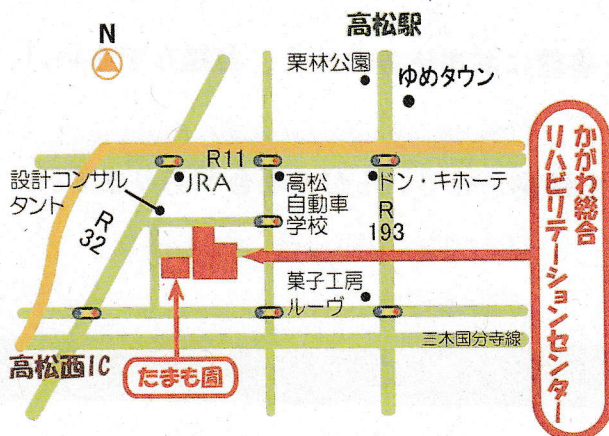 N
高松駅
栗林公園
ゆめタウン
R11
設計コンサル
タント
JRA
高松
自動車
学校
ドン・キホーテ
R
32
R
193
菓子工房
ルーヴ
三木国分寺線
高松西IC
たまも園
かがわ総合
リハビリテーションセンター